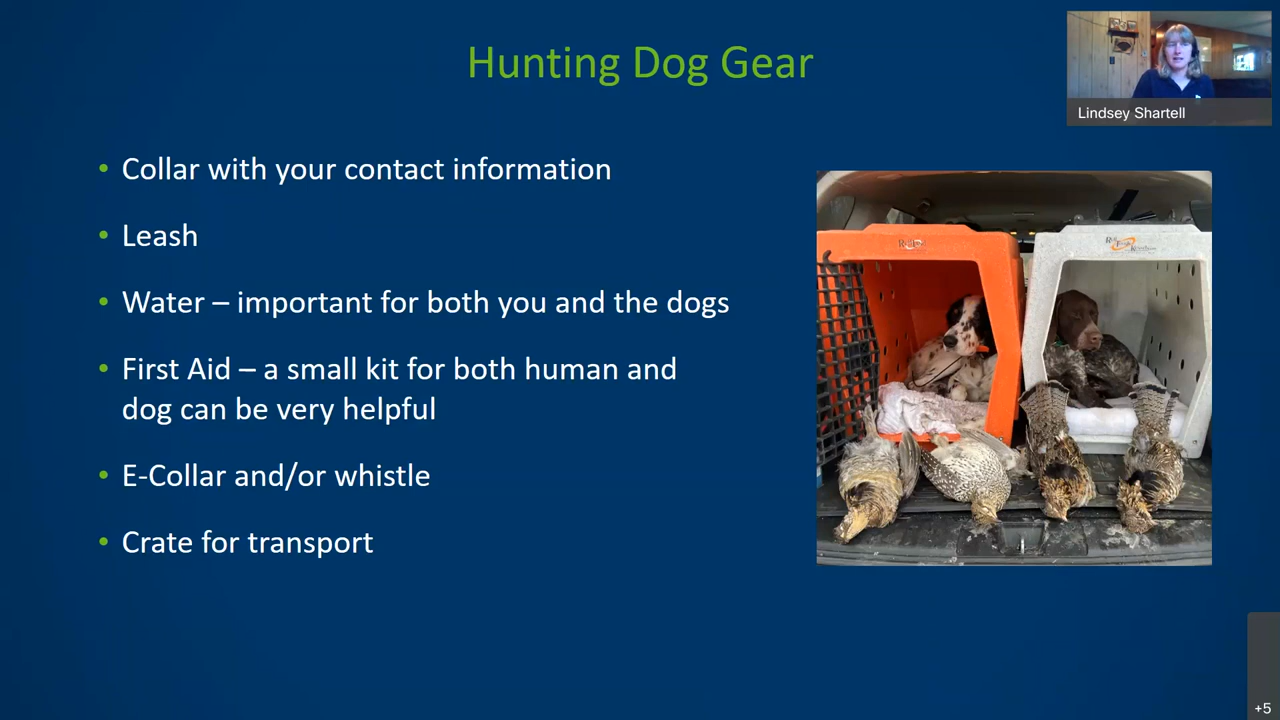 Hunting Dog Gear
Lindsey Shartell
• Collar with your contact information
• Leash
• Water – important for both you and the dogs
• First Aid – a small kit for both human and
dog can be very helpful
• E-Collar and/or whistle
• Crate for transport
+5